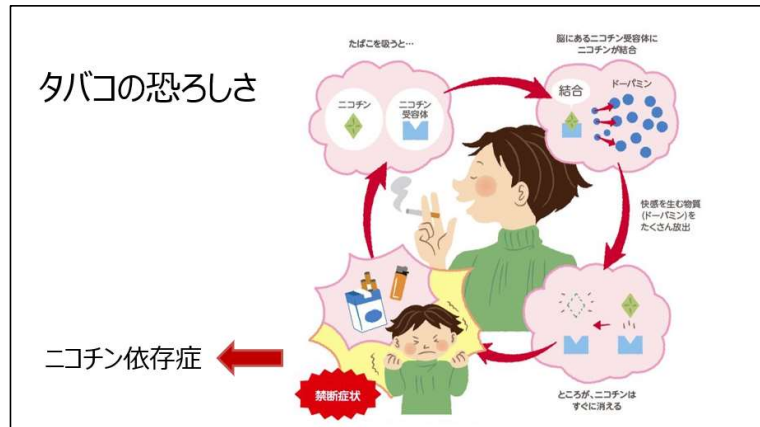 タバコの恐ろしさ
たばこを吸うと…
ニコチン
ニコチン
受容体
脳にあるニコチン受容体に
ニコチンが結合
結合
ドーパミン
快感を生む物質
(ドーパミン)を
たくさん放出
ところが、ニコチンは
すぐに消える
禁断症状
ニコチン依存症